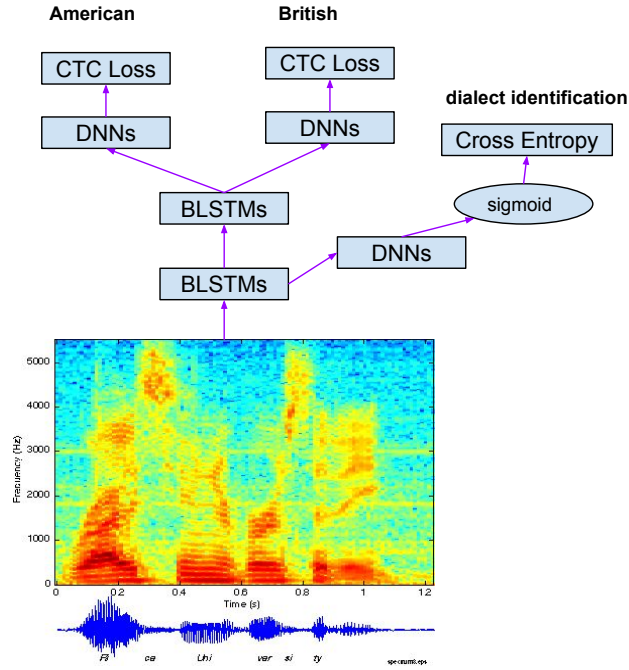 American British
CTC Loss CTC Loss
dialect identification
DNNs DNNs
Cross Entropy
sigmoid
BLSTMs
DNNs
BLSTMs
5000
4000
3000
2000
1000
0
Frequency (Hz)
0 0.2 0.4 0.6 0.8 1 1.2
Time (s)
ce Uni ver si ty
spectrum8.eps